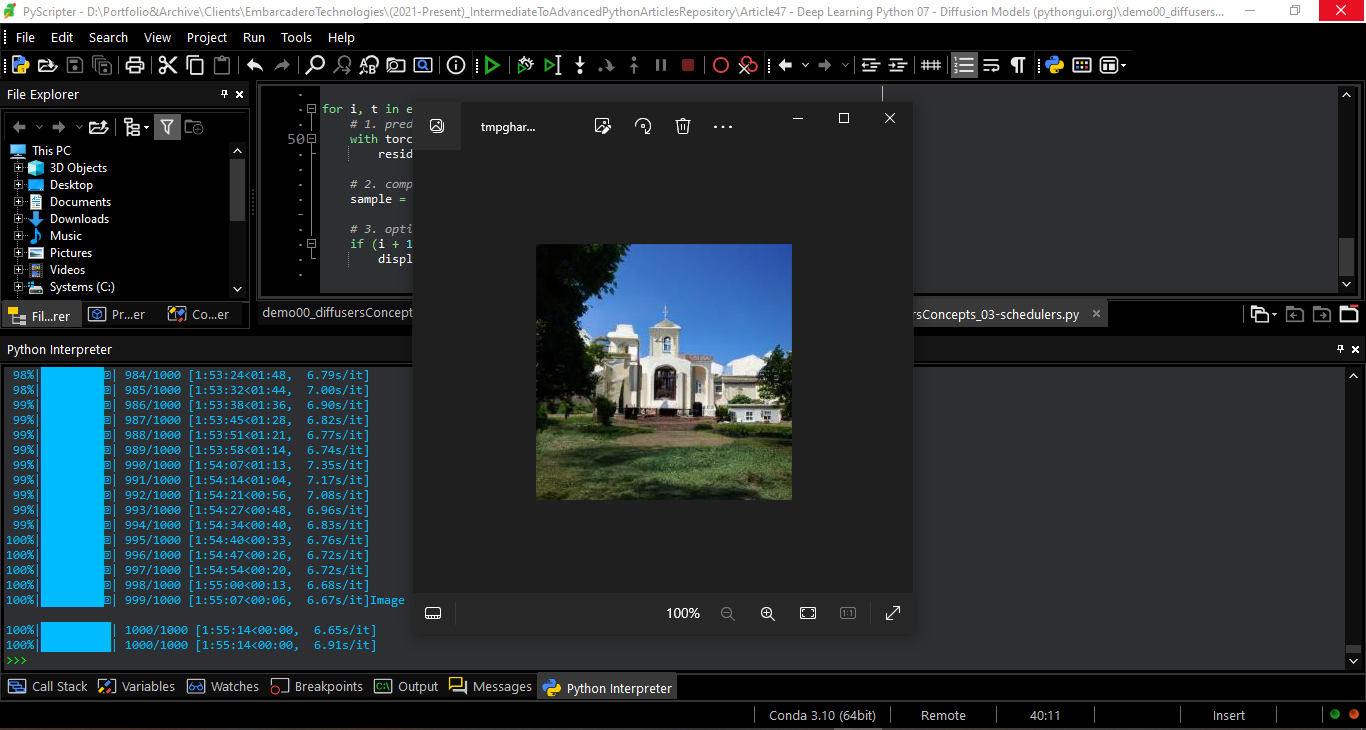 PyScripter - D:\Portfolio&Archive\Clients\EmbarcaderoTechnologies\(2021-Present)_IntermediateToAdvancedPythonArticlesRepository\Article47 - Deep Learning Python 07 - Diffusion Models (pythongui.org)\demo00_diffusers...
File Edit Search View Project Run Tools Help
File Explorer
This PC
3D Objects
Desktop
Documents
Downloads
Music
Pictures
Videos
Systems (C:)
Fil...rer Pr...er Co...er
for i, t in e
# 1. pred
50 with torc
resid
# 2. comp
sample =
# 3. opti
if (i + 1
displ
demo00_diffusersConcept
rsConcepts_03-schedulers.py
tmpghar...
100%
1:1
Python Interpreter
98%| | 984/1000 [1:53:24<01:48, 6.79s/it]
98%| | 985/1000 [1:53:32<01:44, 7.00s/it]
99%| | 986/1000 [1:53:38<01:36, 6.90s/it]
99%| | 987/1000 [1:53:45<01:28, 6.82s/it]
99%| | 988/1000 [1:53:51<01:21, 6.77s/it]
99%| | 989/1000 [1:53:58<01:14, 6.74s/it]
99%| | 990/1000 [1:54:07<01:13, 7.35s/it]
99%| | 991/1000 [1:54:14<01:04, 7.17s/it]
99%| | 992/1000 [1:54:21<00:56, 7.08s/it]
99%| | 993/1000 [1:54:27<00:48, 6.96s/it]
99%| | 994/1000 [1:54:34<00:40, 6.83s/it]
100%| | 995/1000 [1:54:40<00:33, 6.76s/it]
100%| | 996/1000 [1:54:47<00:26, 6.72s/it]
100%| | 997/1000 [1:54:54<00:20, 6.72s/it]
100%| | 998/1000 [1:55:00<00:13, 6.68s/it]
100%| | 999/1000 [1:55:07<00:06, 6.67s/it]Image
100%| | 1000/1000 [1:55:14<00:00, 6.65s/it]
100%| | 1000/1000 [1:55:14<00:00, 6.91s/it]
>>>
Call Stack Variables Watches Breakpoints Output Messages Python Interpreter
Conda 3.10 (64bit) Remote 40:11 Insert